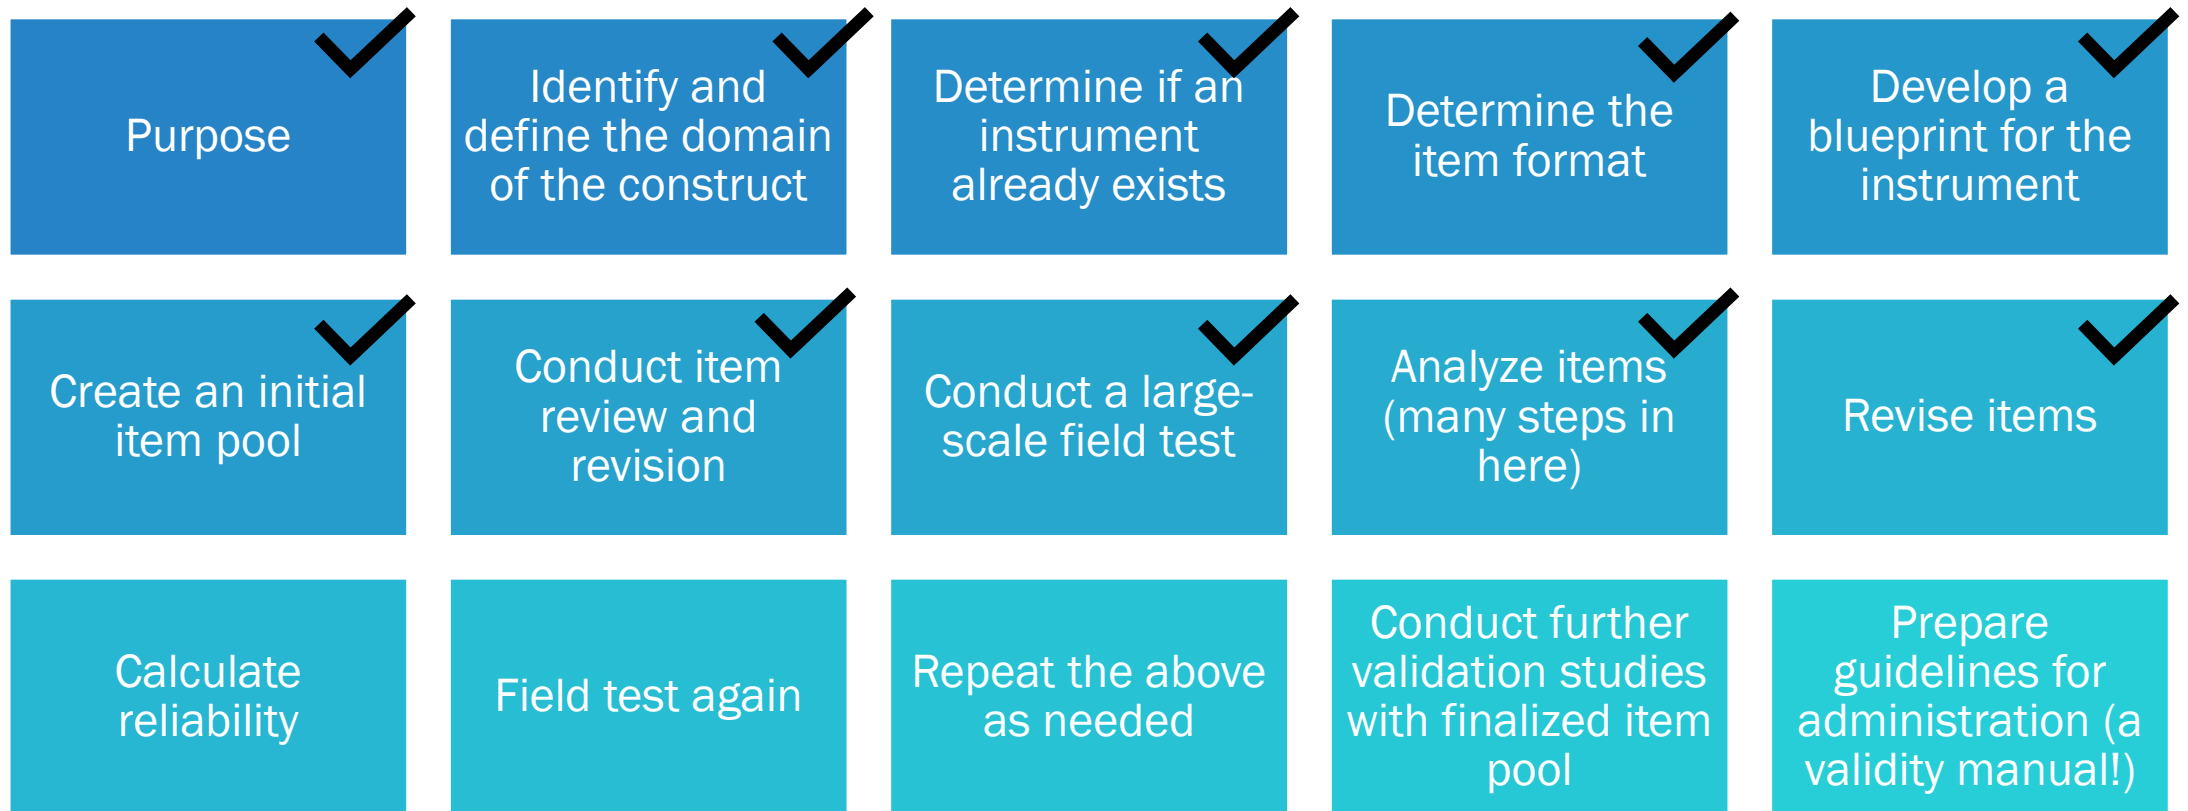 Purpose
Identify and
define the domain
of the construct
Determine if an
instrument
already exists
Determine the
item format
Develop a
blueprint for the
instrument
Create an initial
item pool
Conduct item
review and
revision
Conduct a large-
scale field test
Analyze items
(many steps in
here)
Revise items
Calculate
reliability
Field test again
Repeat the above
as needed
Conduct further
validation studies
with finalized item
pool
Prepare
guidelines for
administration (a
validity manual!)